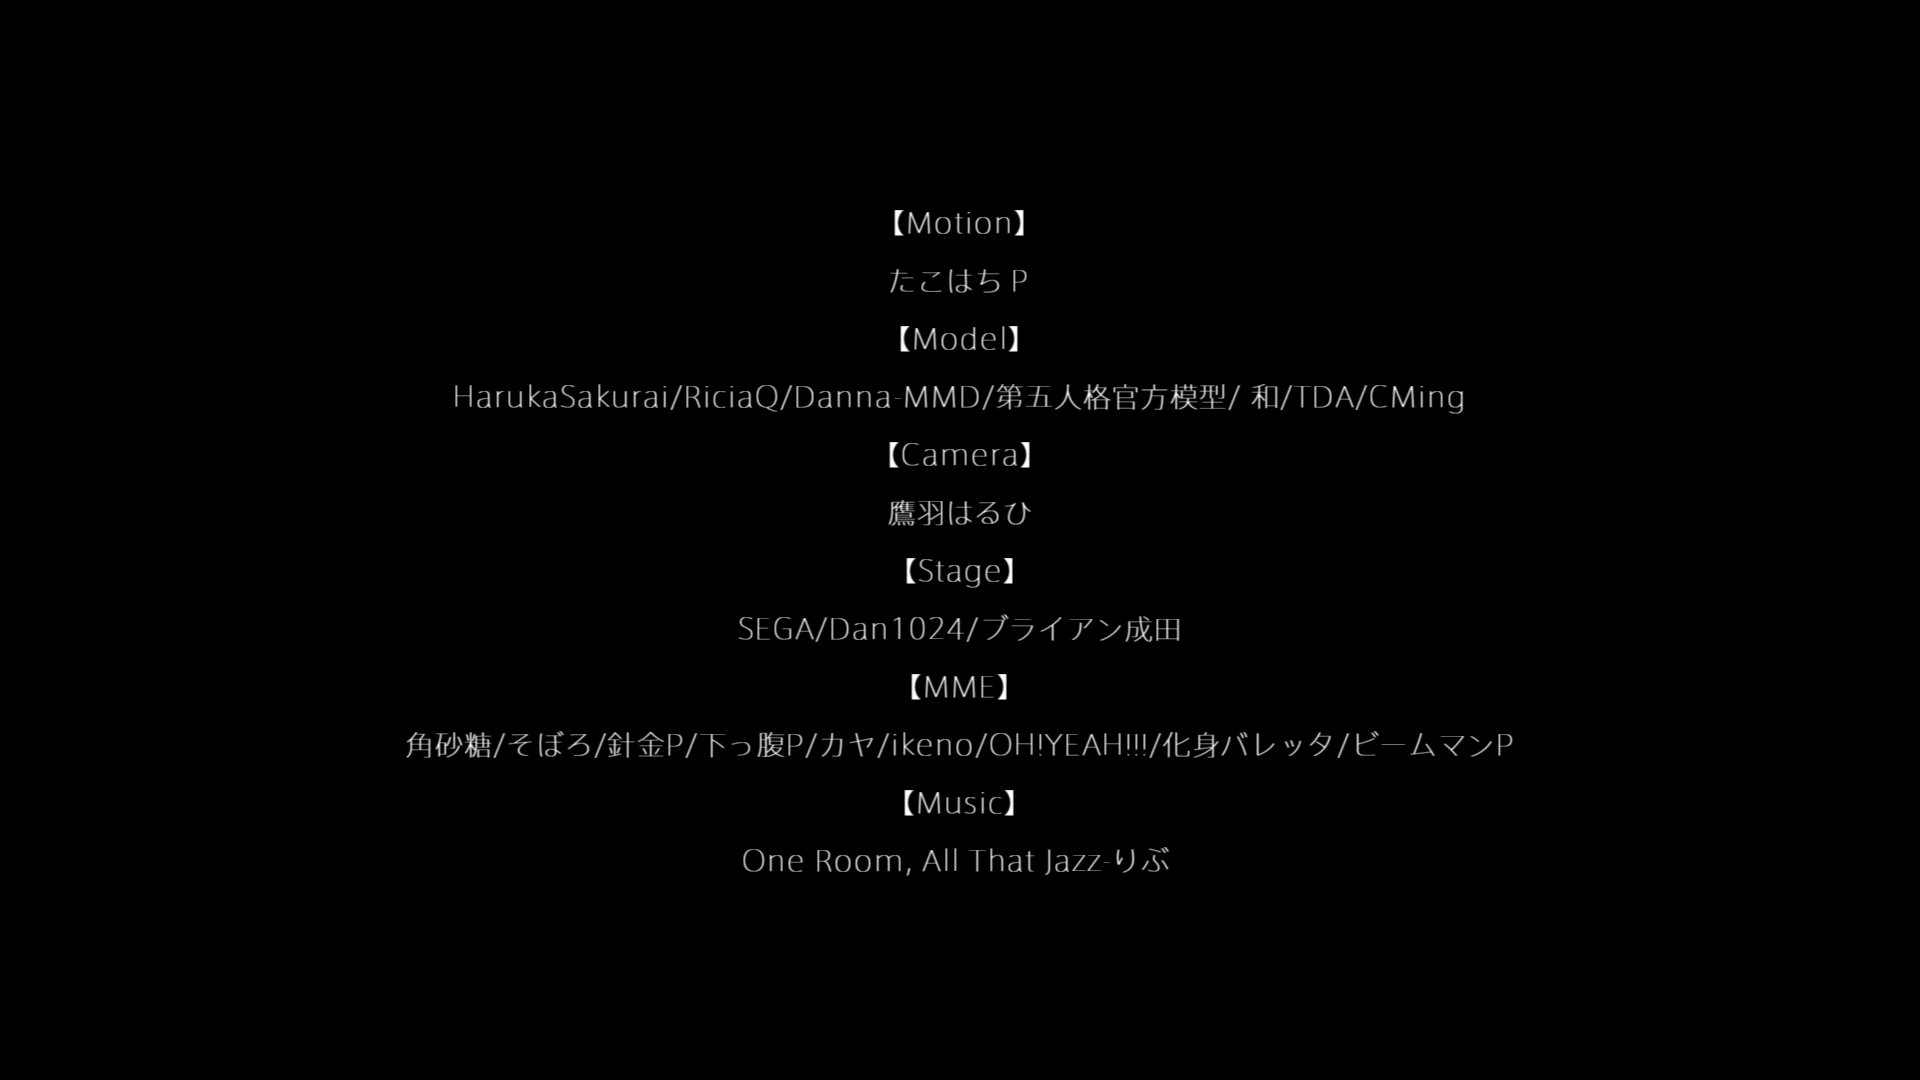 【Motion】
たこはち P
【Model】
HarukaSakurai/RiciaQ/Danna-MMD/第五人格官方模型/ 和/TDA/CMing
【Camera】
鷹羽はるひ
【Stage】
SEGA/Dan1024/ブライアン成田
【MME】
角砂糖/そぼろ/針金P/下っ腹P/カヤ/ikeno/OH!YEAH!!!/化身バレッタ/ビームマンP
【Music】
One Room, All That Jazz-りぶ